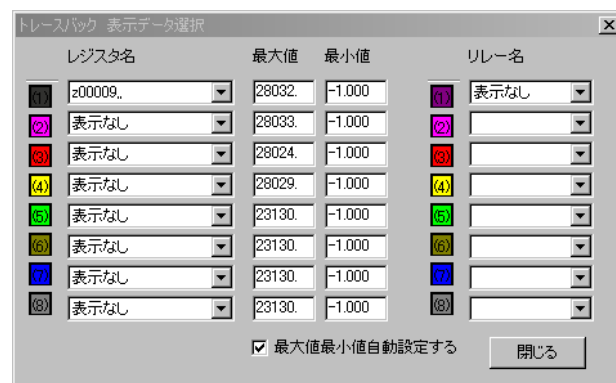 トレースバック 表示データ選択
レジスタ名 最大値 最小値 リレー名
(1) z00009,, 28032. -1.000 (1) 表示なし
(2) 表示なし 28033. -1.000 (2)
(3) 表示なし 28024. -1.000 (3)
(4) 表示なし 28029. -1.000 (4)
(5) 表示なし 23130. -1.000 (5)
(6) 表示なし 23130. -1.000 (6)
(7) 表示なし 23130. -1.000 (7)
(8) 表示なし 23130. -1.000 (8)
最大値最小値自動設定する 閉じる